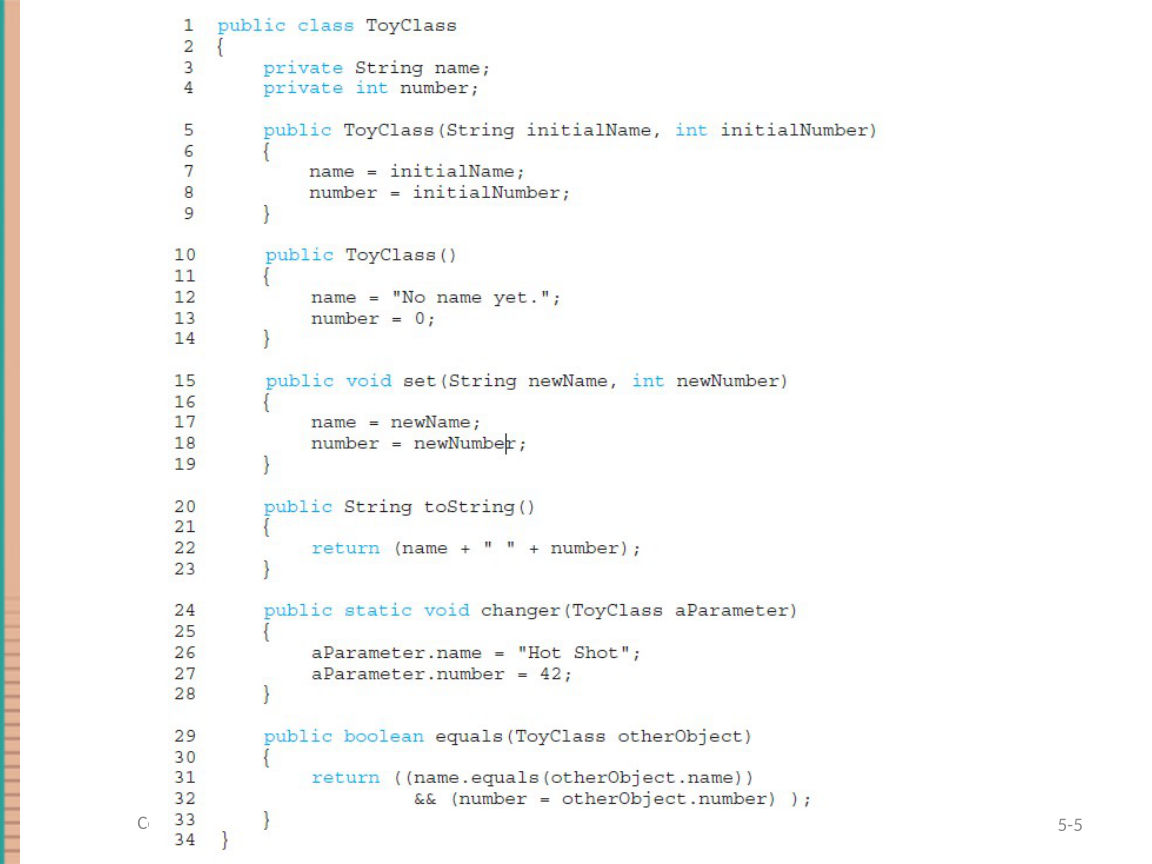 1 public class ToyClass
2 {
3 private String name;
4 private int number;
5 public ToyClass(String initialName, int initialNumber)
6 {
7 name = initialName;
8 number = initialNumber;
9 }
10 public ToyClass()
11 {
12 name = "No name yet.";
13 number = 0;
14 }
15 public void set(String newName, int newNumber)
16 {
17 name = newName;
18 number = newNumber;
19 }
20 public String toString()
21 {
22 return (name + " " + number);
23 }
24 public static void changer(ToyClass aParameter)
25 {
26 aParameter.name = "Hot Shot";
27 aParameter.number = 42;
28 }
29 public boolean equals(ToyClass otherObject)
30 {
31 return ((name.equals(otherObject.name))
32 && (number = otherObject.number) );
33 }
34 }
5-5